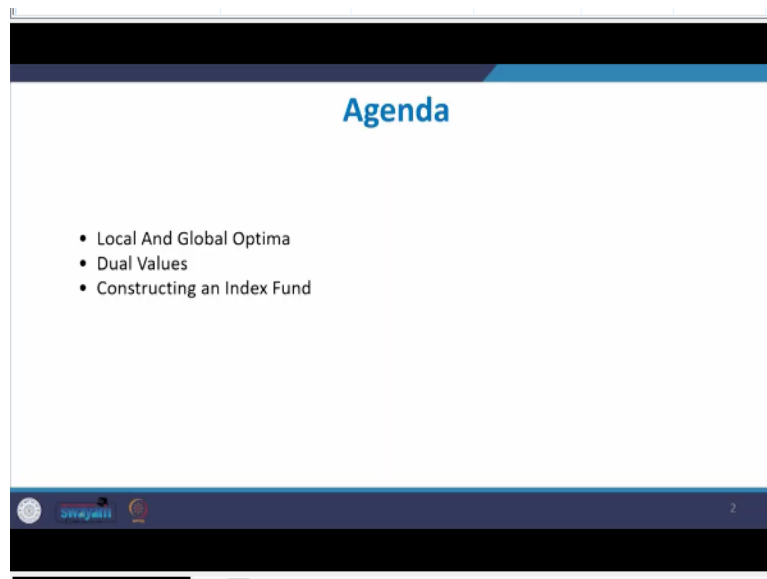 Agenda
• Local And Global Optima
• Dual Values
• Constructing an Index Fund
swayam
2